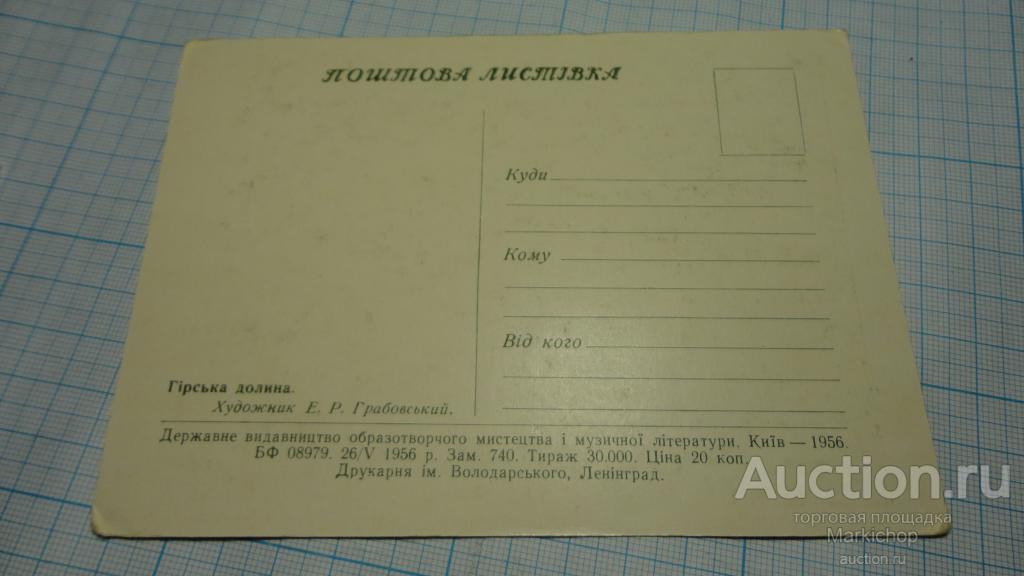 ПОШТОВА ЛИСТІВКА
Куди
Кому
Від кого
Гірська долина.
Художник Е. Р. Грабовський.
Державне видавництво образотворчого мистецтва і музичної літератури. Київ — 1956.
БФ 08979. 26/V 1956 р. Зам. 740. Тираж 30.000. Ціна 20 коп.
Друкарня ім. Володарського, Ленінград.
Auction.ru
торговая площадка
Markichop
auction.ru